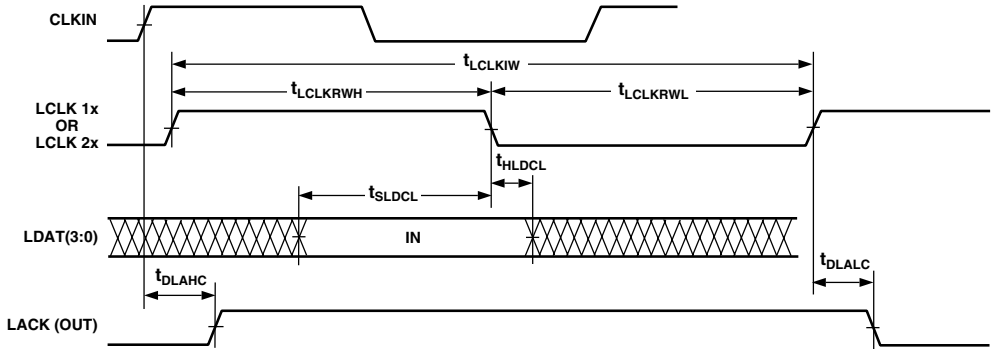 CLKIN
tLCLKIW
tLCLKRWH
tLCLKRWL
LCLK 1x
OR
LCLK 2x
tHLDCL
tSLDCL
LDAT(3:0)
IN
tDLAHC
tDLALC
LACK (OUT)